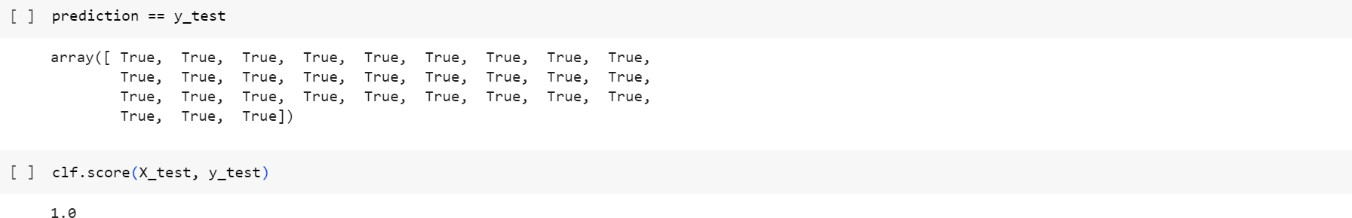 [ ] prediction == y_test
array([ True, True, True, True, True, True, True, True, True,
True, True, True, True, True, True, True, True, True,
True, True, True, True, True, True, True, True, True,
True, True, True])
[ ] clf.score(X_test, y_test)
1.0